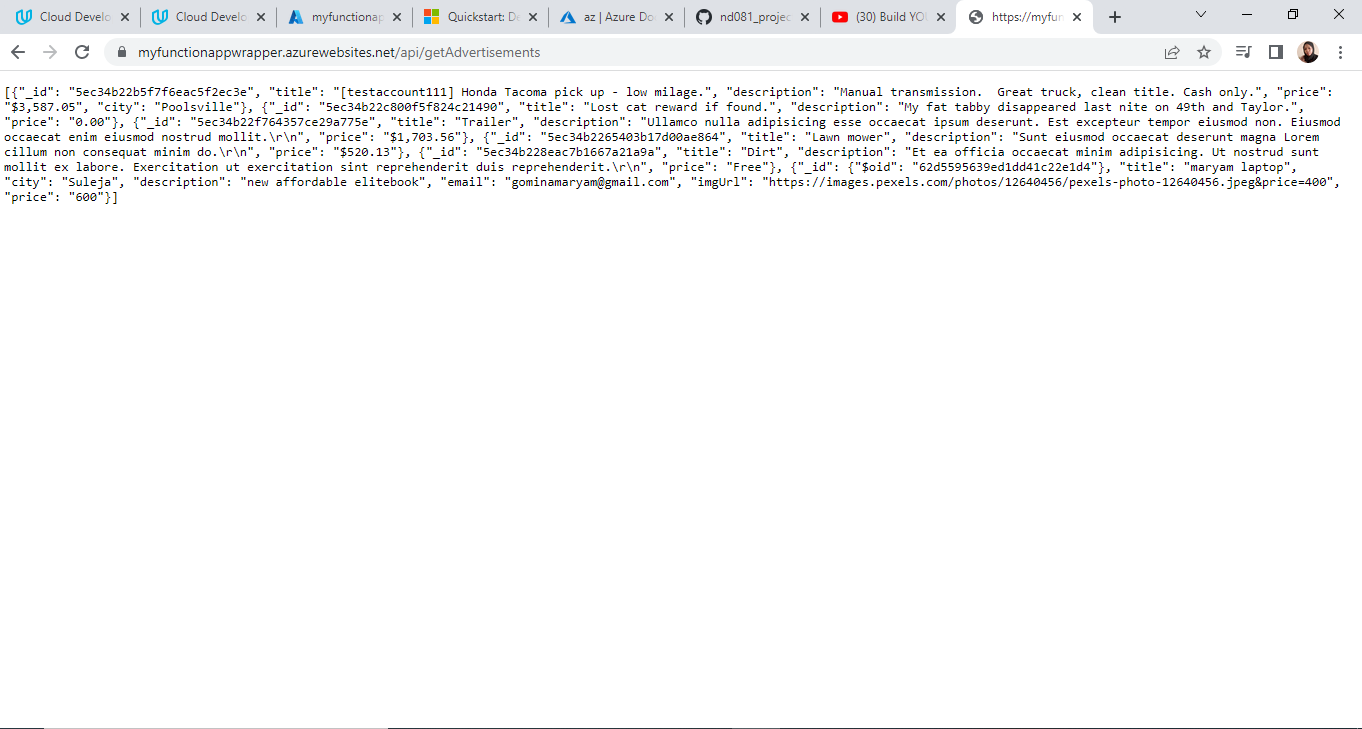 Cloud Develo
Cloud Develo
myfunctionap
Quickstart: De
az | Azure Do
nd081_projec
(30) Build YOU
https://myfun
myfunctionappwrapper.azurewebsites.net/api/getAdvertisements
[{"_id": "5ec34b22b5f7f6eac5f2ec3e", "title": "[testaccount111] Honda Tacoma pick up - low milage.", "description": "Manual transmission.  Great truck, clean title. Cash only.", "price":
"$3,587.05", "city": "Poolsville"}, {"_id": "5ec34b22c800f5f824c21490", "title": "Lost cat reward if found.", "description": "My fat tabby disappeared last nite on 49th and Taylor.",
"price": "0.00"}, {"_id": "5ec34b22f764357ce29a775e", "title": "Trailer", "description": "Ullamco nulla adipisicing esse occaecat ipsum deserunt. Est excepteur tempor eiusmod non. Eiusmod
occaecat enim eiusmod nostrud mollit.\r\n", "price": "$1,703.56"}, {"_id": "5ec34b2265403b17d00ae864", "title": "Lawn mower", "description": "Sunt eiusmod occaecat deserunt magna Lorem
cillum non consequat minim do.\r\n", "price": "$520.13"}, {"_id": "5ec34b228eac7b1667a21a9a", "title": "Dirt", "description": "Et ea officia occaecat minim adipisicing. Ut nostrud sunt
mollit ex labore. Exercitation ut exercitation sint reprehenderit duis reprehenderit.\r\n", "price": "Free"}, {"_id": {"$oid": "62d5595639ed1dd41c22e1d4"}, "title": "maryam laptop",
"city": "Suleja", "description": "new affordable elitebook", "email": "gominamaryam@gmail.com", "imgUrl": "https://images.pexels.com/photos/12640456/pexels-photo-12640456.jpeg&price=400",
"price": "600"}]